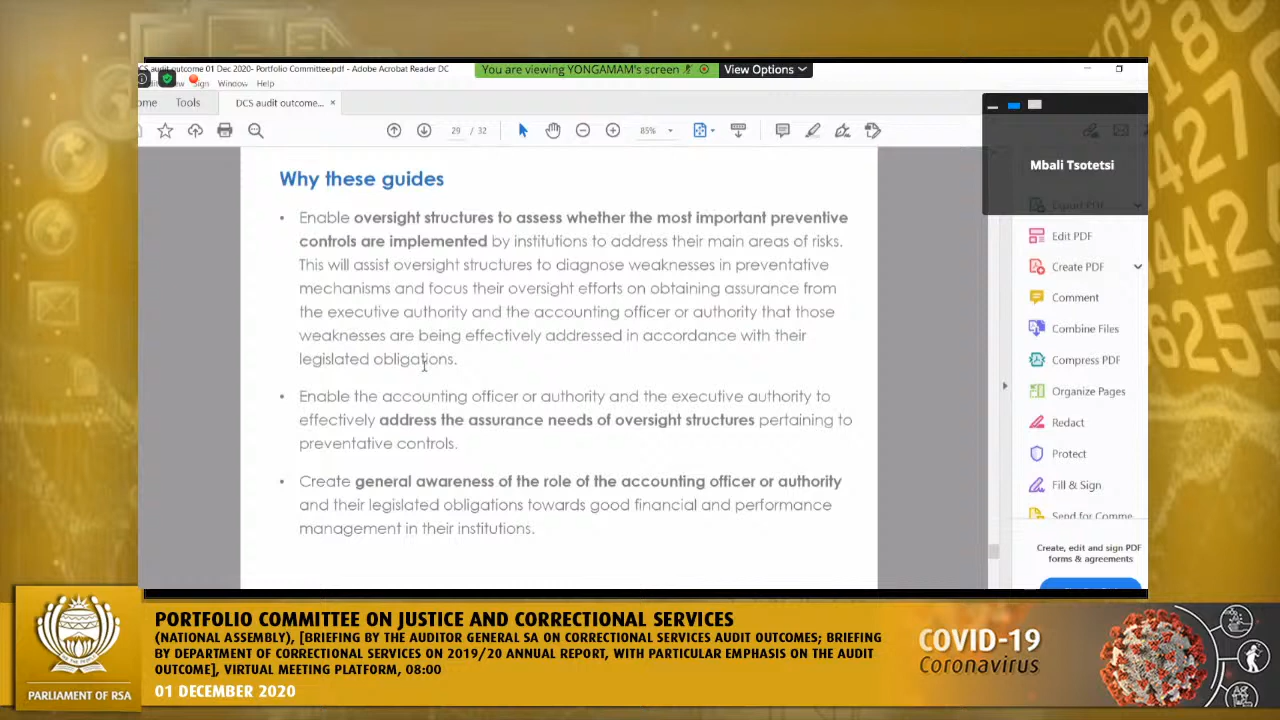 CS audit outcome 01 Dec 2020- Portfolio Committee.pdf - Adobe Acrobat Reader DC
You are viewing YONGAMAM's screen
View Options
Sign Window Help
ome Tools DCS audit outcome... ×
29 / 32 85%
Mbali Tsotetsi
Export PDF
Edit PDF
Create PDF
Comment
Combine Files
Compress PDF
Organize Pages
Redact
Protect
Fill & Sign
Send for Comme
Create, edit and sign PDF
forms & agreements
Why these guides
• Enable oversight structures to assess whether the most important preventive
controls are implemented by institutions to address their main areas of risks.
This will assist oversight structures to diagnose weaknesses in preventative
mechanisms and focus their oversight efforts on obtaining assurance from
the executive authority and the accounting officer or authority that those
weaknesses are being effectively addressed in accordance with their
legislated obligations.
• Enable the accounting officer or authority and the executive authority to
effectively address the assurance needs of oversight structures pertaining to
preventative controls.
• Create general awareness of the role of the accounting officer or authority
and their legislated obligations towards good financial and performance
management in their institutions.
PARLIAMENT OF RSA
PORTFOLIO COMMITTEE ON JUSTICE AND CORRECTIONAL SERVICES
(NATIONAL ASSEMBLY), [BRIEFING BY THE AUDITOR GENERAL SA ON CORRECTIONAL SERVICES AUDIT OUTCOMES; BRIEFING
BY DEPARTMENT OF CORRECTIONAL SERVICES ON 2019/20 ANNUAL REPORT, WITH PARTICULAR EMPHASIS ON THE AUDIT
OUTCOME], VIRTUAL MEETING PLATFORM, 08:00
01 DECEMBER 2020
COVID-19
Coronavirus